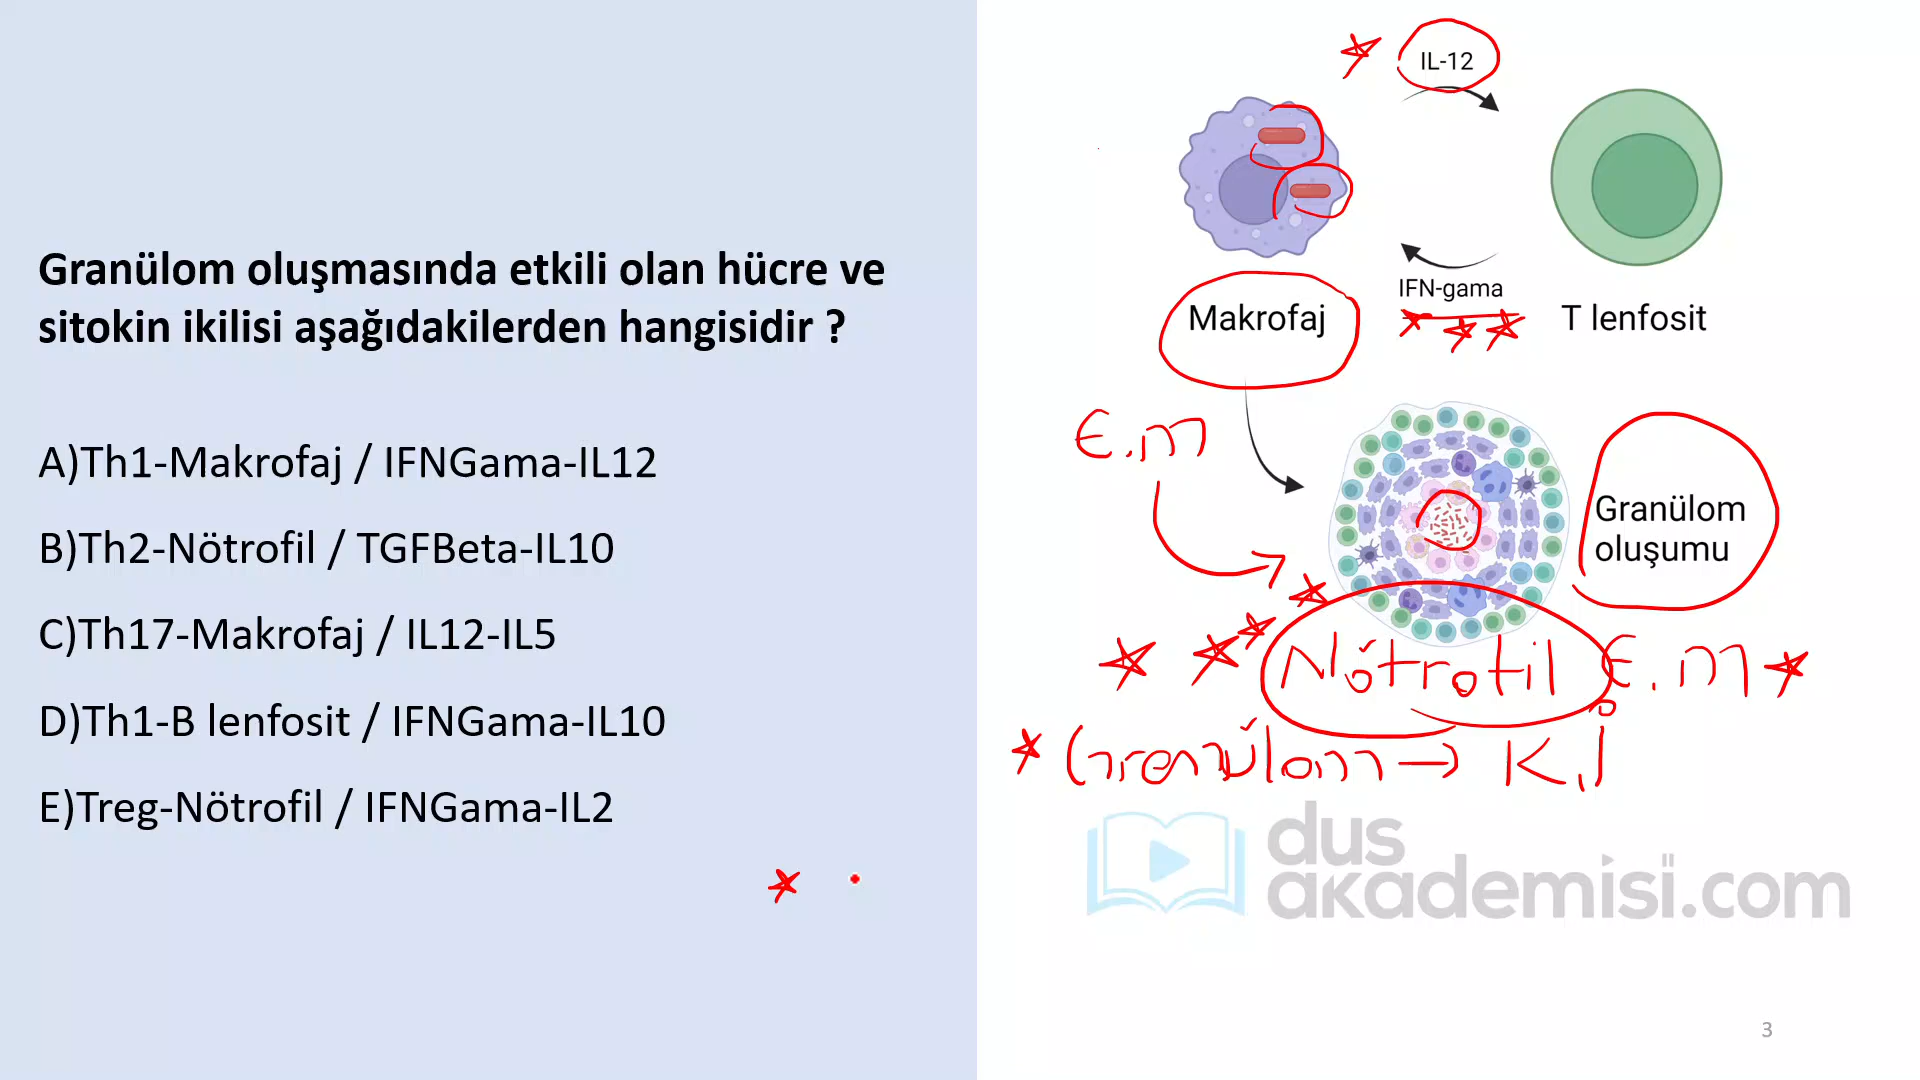 Granülom oluşmasında etkili olan hücre ve
sitokin ikilisi aşağıdakilerden hangisidir ?
A)Th1-Makrofaj / IFNGama-IL12
B)Th2-Nötrofil / TGFBeta-IL10
C)Th17-Makrofaj / IL12-IL5
D)Th1-B lenfosit / IFNGama-IL10
E)Treg-Nötrofil / IFNGama-IL2
IL-12
IFN-gama
Makrofaj
T lenfosit
E.m
Granülom
oluşumu
Nötrofil E.m
Granülom → K.İ
dus
akademisi.com
3